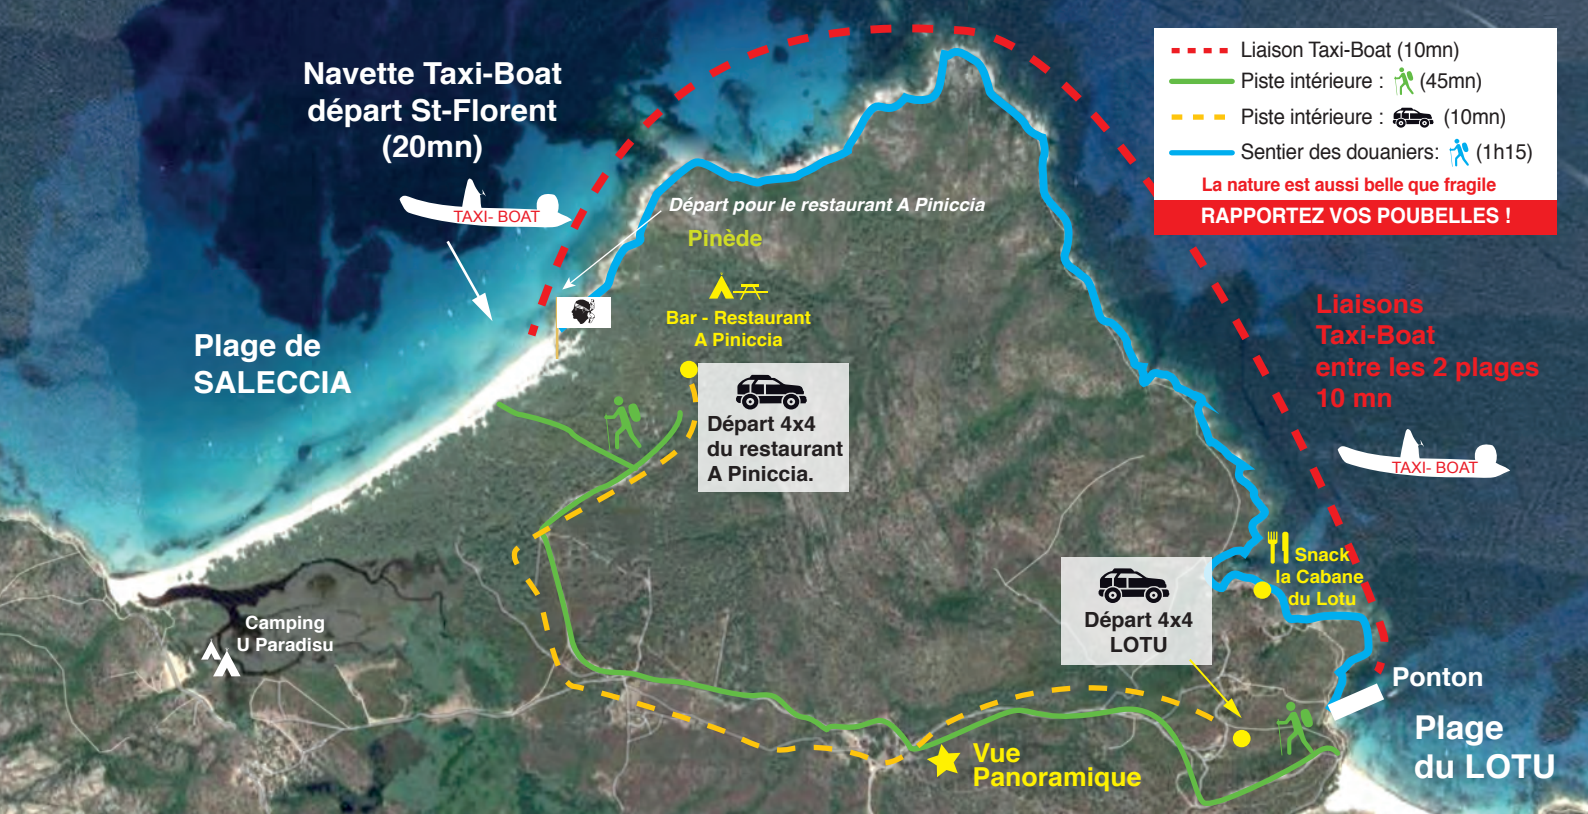 Navette Taxi-Boat
départ St-Florent
(20mn)
TAXI- BOAT
Liaison Taxi-Boat (10mn)
Piste intérieure : (45mn)
Piste intérieure : (10mn)
Sentier des douaniers: (1h15)
La nature est aussi belle que fragile
RAPPORTEZ VOS POUBELLES !
Départ pour le restaurant A Piniccia
Pinède
Bar - Restaurant
A Piniccia
Plage de
SALECCIA
Départ 4x4
du restaurant
A Piniccia.
Liaisons
Taxi-Boat
entre les 2 plages
10 mn
TAXI- BOAT
Snack
la Cabane
du Lotu
Départ 4x4
LOTU
Camping
U Paradisu
Ponton
Plage
du LOTU
Vue
Panoramique